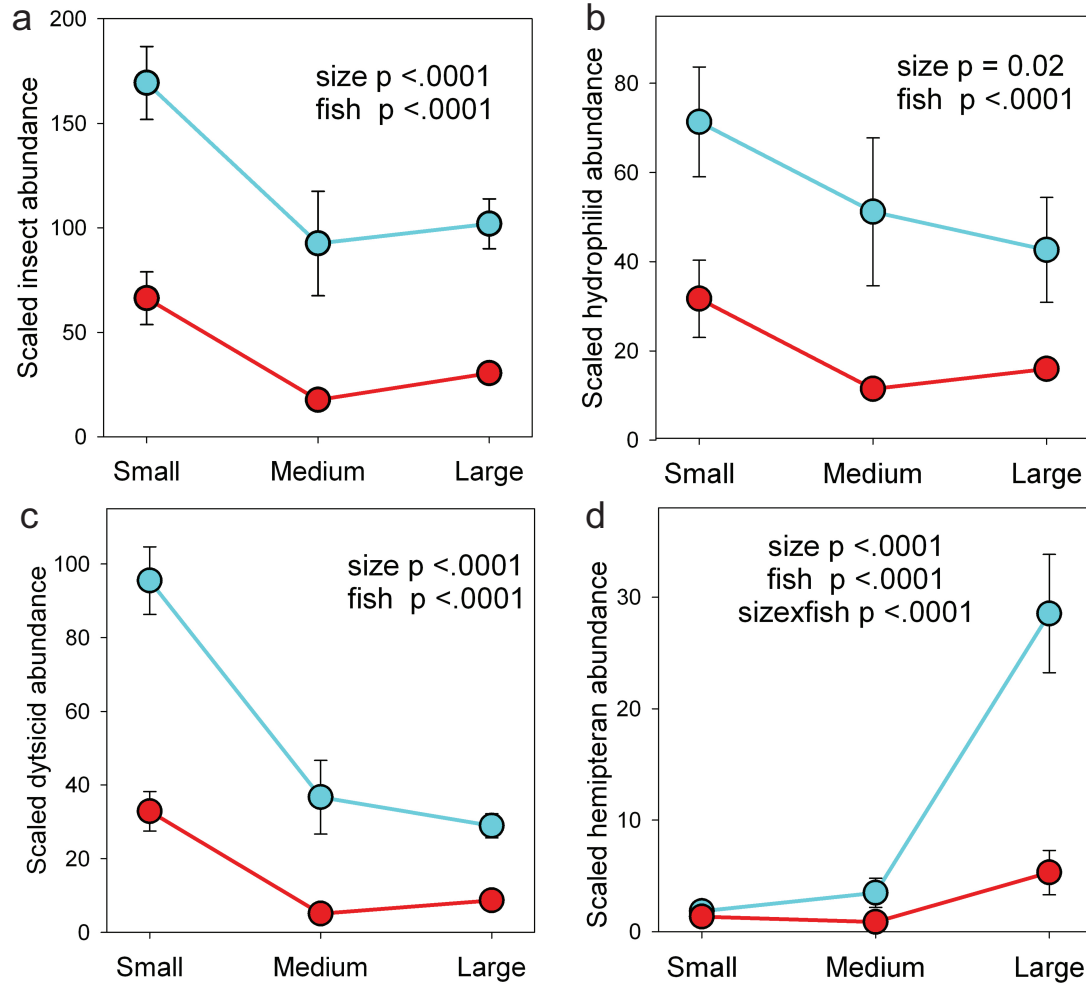 a
200
150
100
50
0
Scaled insect abundance
size p <.0001
fish p <.0001
Small Medium Large
b
80
60
40
20
0
Scaled hydrophilid abundance
size p = 0.02
fish p <.0001
Small Medium Large
c
100
80
60
40
20
0
Scaled dytsicid abundance
size p <.0001
fish p <.0001
Small Medium Large
d
30
20
10
0
Scaled hemipteran abundance
size p <.0001
fish p <.0001
sizexfish p <.0001
Small Medium Large